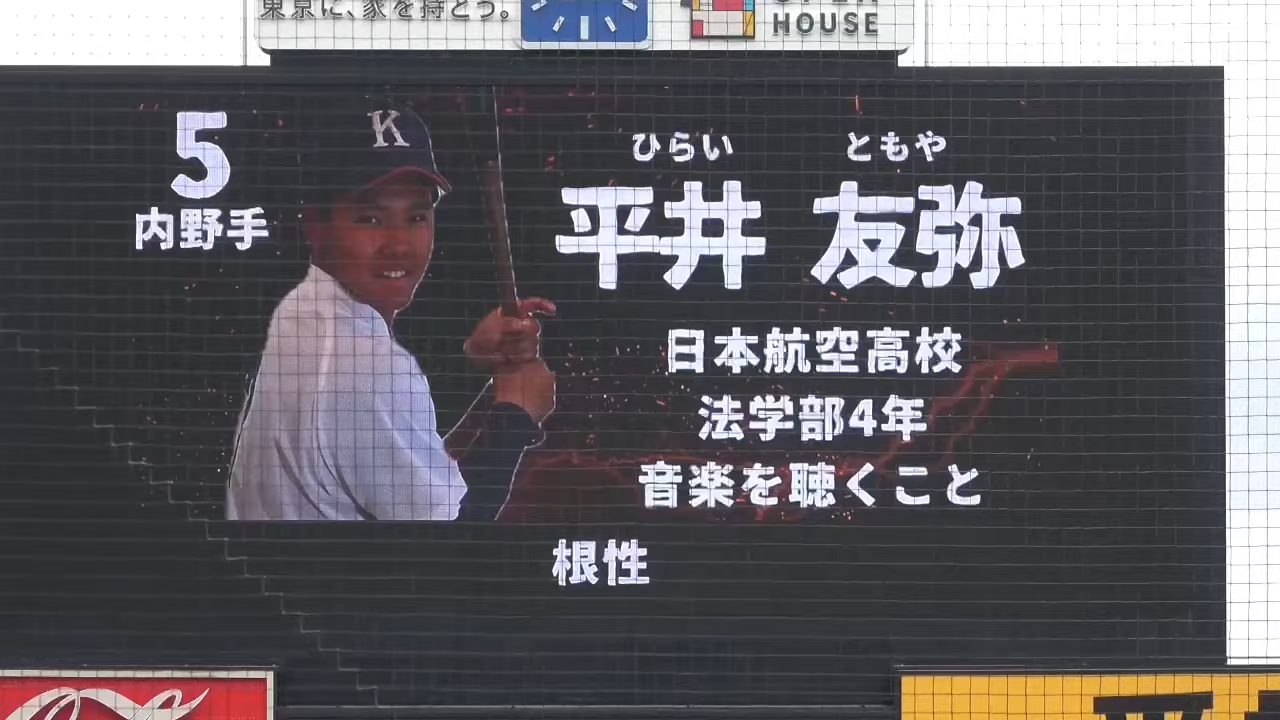 東京に、家を持とう。
HOUSE
K
5
内野手
ひらい ともや
平井 友弥
日本航空高校
法学部4年
音楽を聴くこと
根性